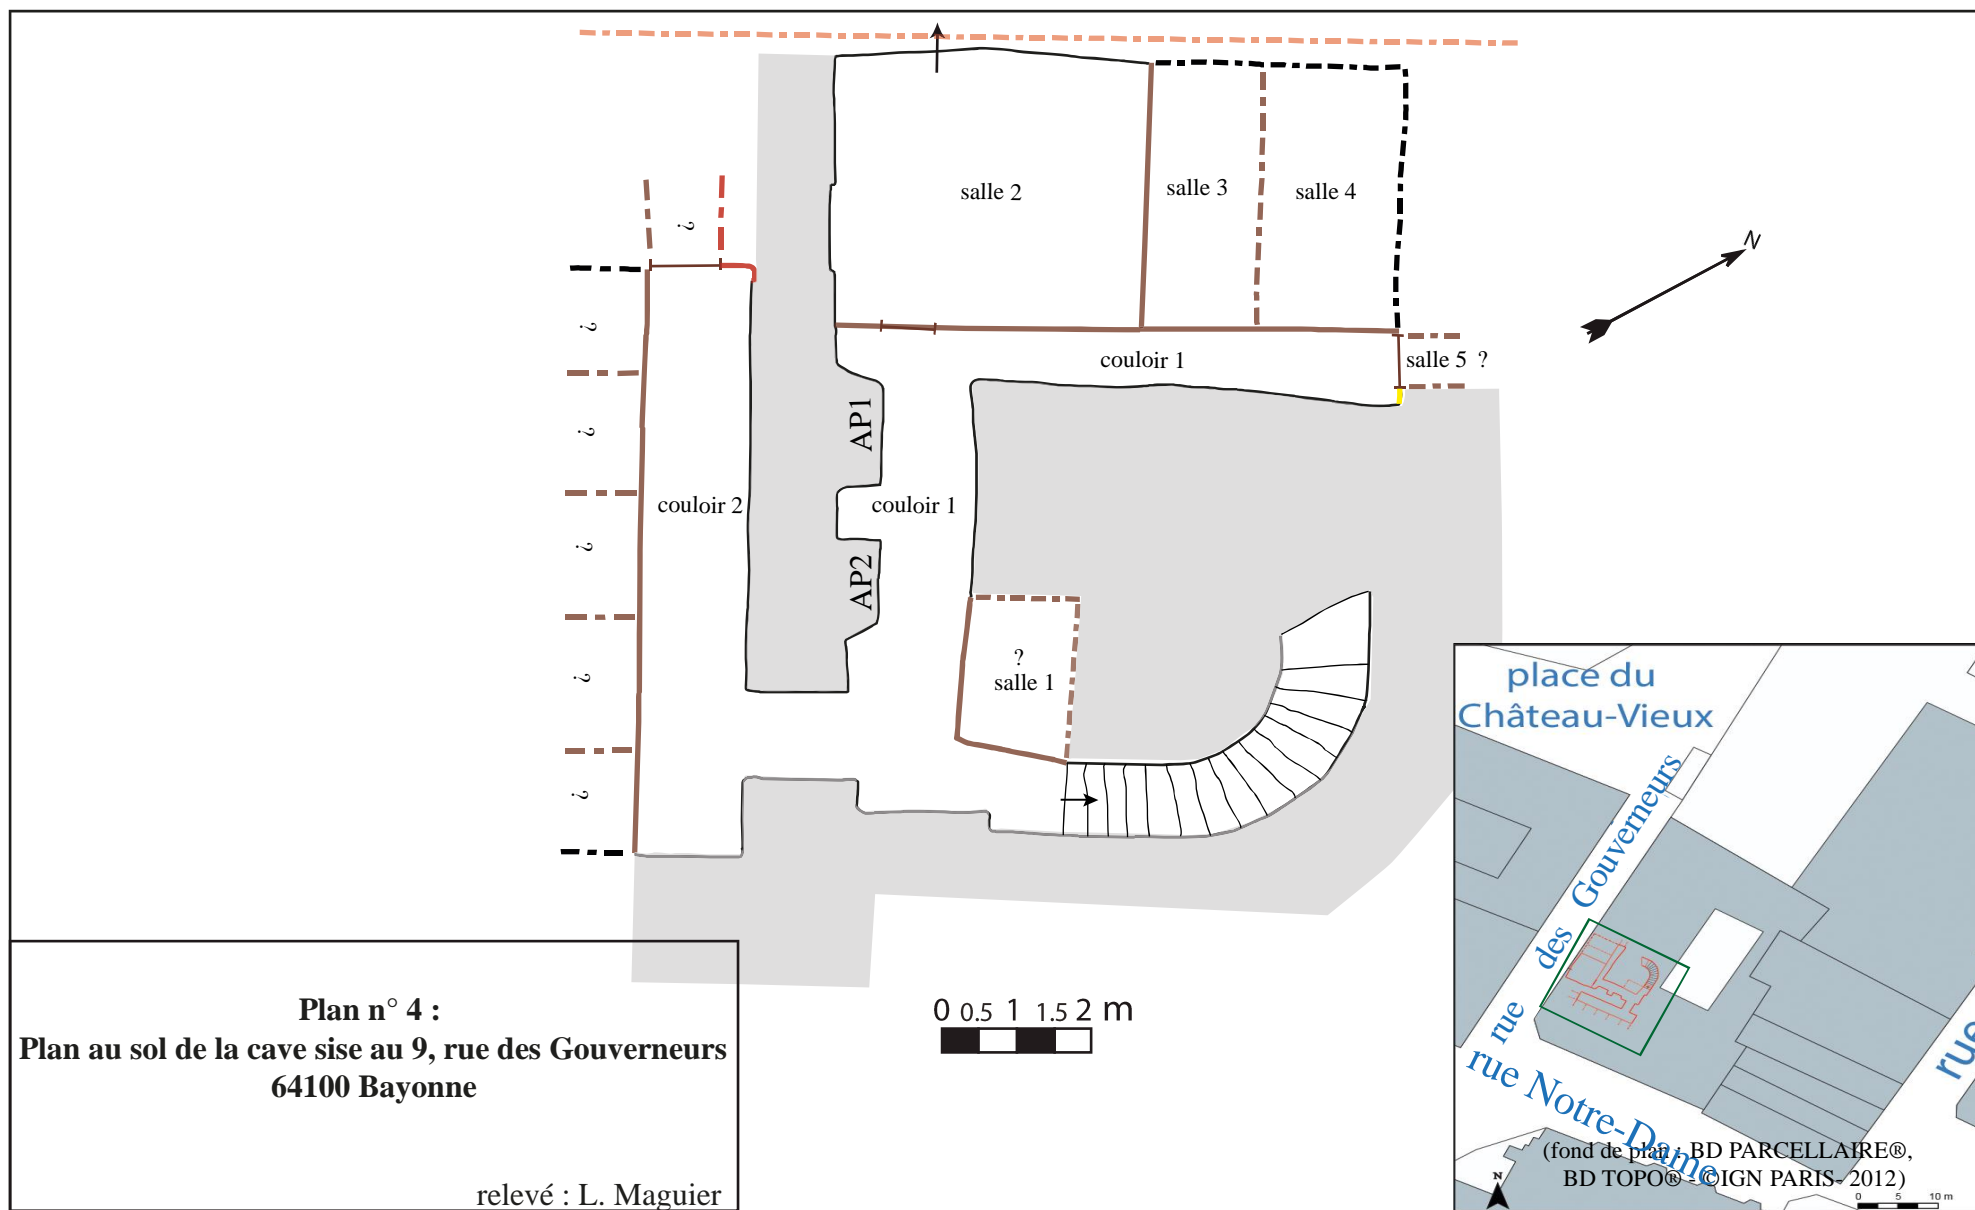 salle 2
salle 3
salle 4
N
?
?
couloir 1
salle 5 ?
AP1
?
couloir 2
couloir 1
?
AP2
?
salle 1
?
?
place du
Château-Vieux
rue des Gouverneurs
rue Notre-Dame
rue
(fond de plan : BD PARCELLAIRE®,
BD TOPO® - ©IGN PARIS- 2012)
N
0 5 10 m
0 0.5 1 1.5 2 m
Plan n° 4 :
Plan au sol de la cave sise au 9, rue des Gouverneurs
64100 Bayonne
relevé : L. Maguier